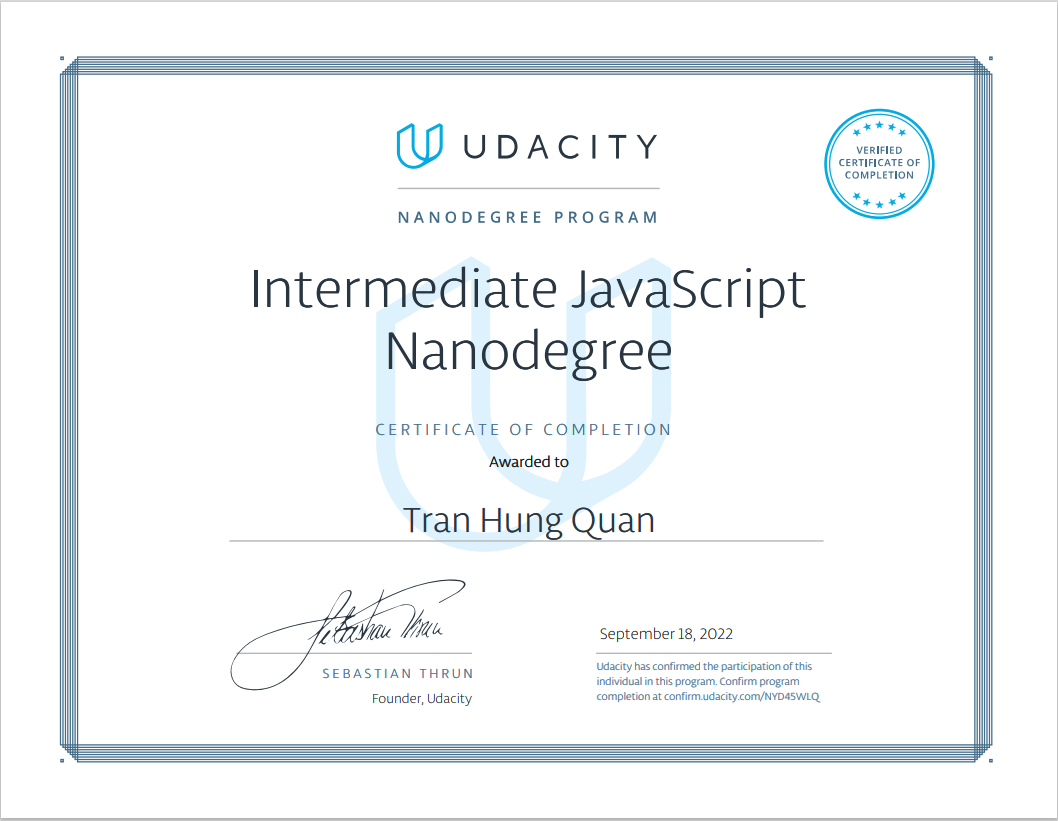 UDACITY
VERIFIED
CERTIFICATE OF
COMPLETION
NANODEGREE PROGRAM
Intermediate JavaScript
Nanodegree
CERTIFICATE OF COMPLETION
Awarded to
Tran Hung Quan
Sebastian Thrun
September 18, 2022
SEBASTIAN THRUN
Founder, Udacity
Udacity has confirmed the participation of this
individual in this program. Confirm program
completion at confirm.udacity.com/NYD45WLQ